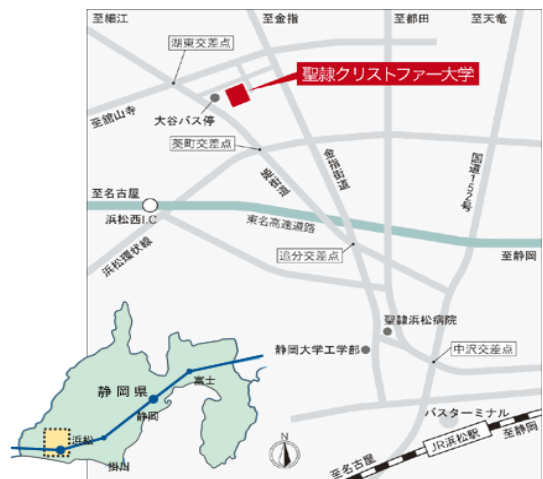 至細江
至金指
至都田
至天竜
湖東交差点
聖隷クリストファー大学
大谷バス停
至舘山寺
葵町交差点
姫街道
金指街道
国道152号
至名古屋
浜松西I.C
東名高速道路
浜松環状線
追分交差点
至静岡
聖隷浜松病院
静岡大学工学部
中沢交差点
静岡県
富士
静岡
浜松
掛川
バスターミナル
JR浜松駅
至静岡
至名古屋
N